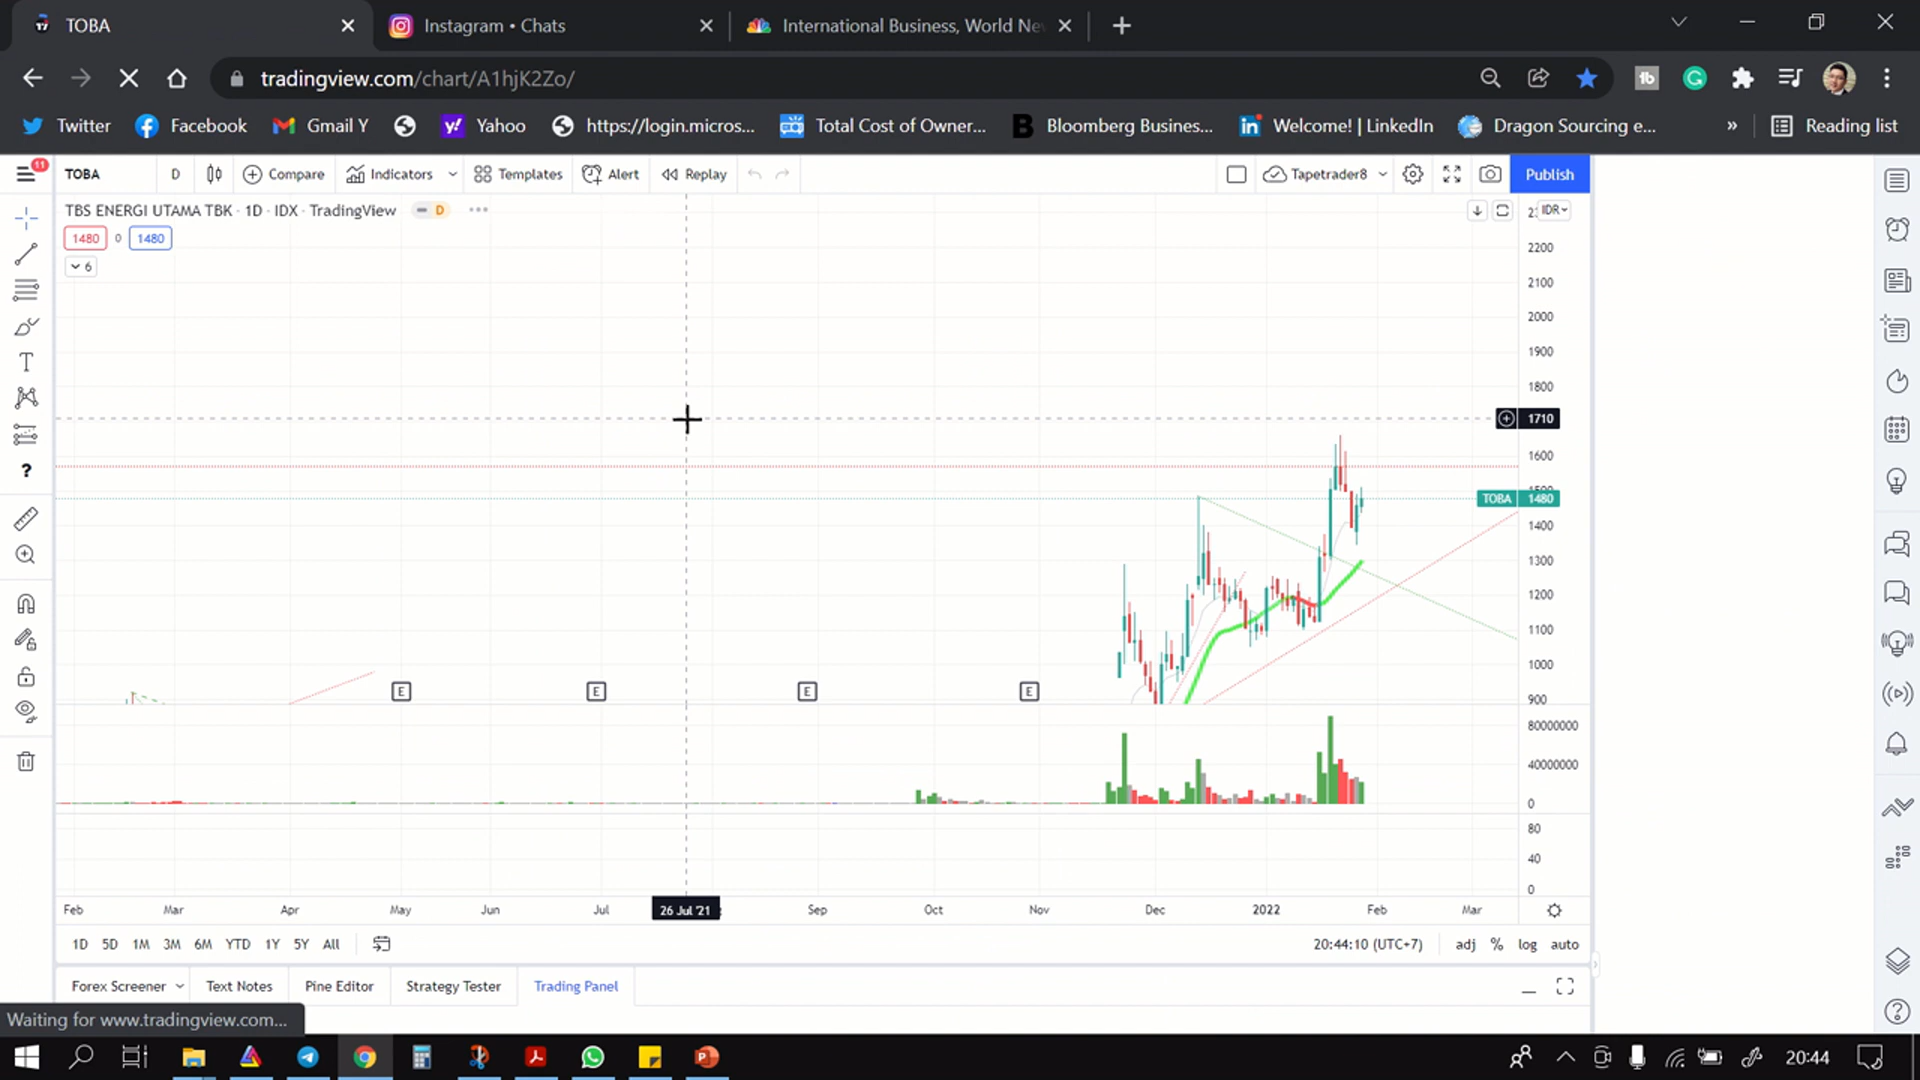 TOBA
Instagram • Chats
International Business, World Ne
tradingview.com/chart/A1hjK2Zo/
Twitter
Facebook
Gmail Y
Yahoo
https://login.micros...
Total Cost of Owner...
Bloomberg Business...
Welcome! | LinkedIn
Dragon Sourcing e...
»
Reading list
11
TOBA
D
Compare
Indicators
Templates
Alert
Replay
Tapetrader8
Publish
TBS ENERGI UTAMA TBK · 1D · IDX · TradingView
D
IDR
1480
0
1480
6
2200
2100
2000
1900
1800
1710
1600
TOBA 1480
1400
1300
1200
1100
1000
900
E
E
E
E
80000000
40000000
0
80
40
0
Feb
Mar
Apr
May
Jun
Jul
26 Jul '21
Sep
Oct
Nov
Dec
2022
Feb
Mar
1D
5D
1M
3M
6M
YTD
1Y
5Y
All
20:44:10 (UTC+7)
adj
%
log
auto
Forex Screener
Text Notes
Pine Editor
Strategy Tester
Trading Panel
Waiting for www.tradingview.com...
20:44